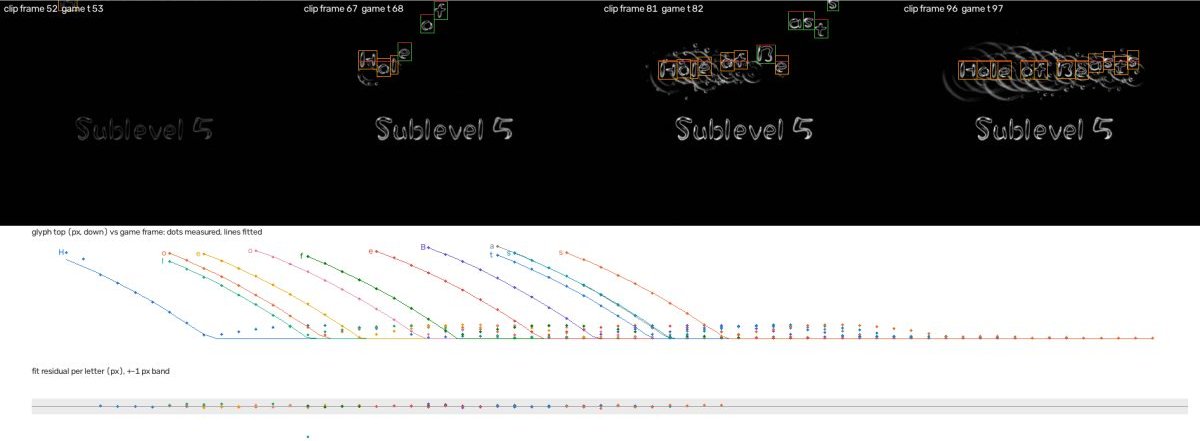 clip frame 52 game t 53
clip frame 67 game t 68
clip frame 81 game t 82
clip frame 96 game t 97
H o l e o f
H o l e o f B e a s t s
Hole of Beasts
Sublevel 5
Sublevel 5
Sublevel 5
Sublevel 5
glyph top (px, down) vs game frame: dots measured, lines fitted
H o l e o f e B a t s s
fit residual per letter (px), +-1 px band